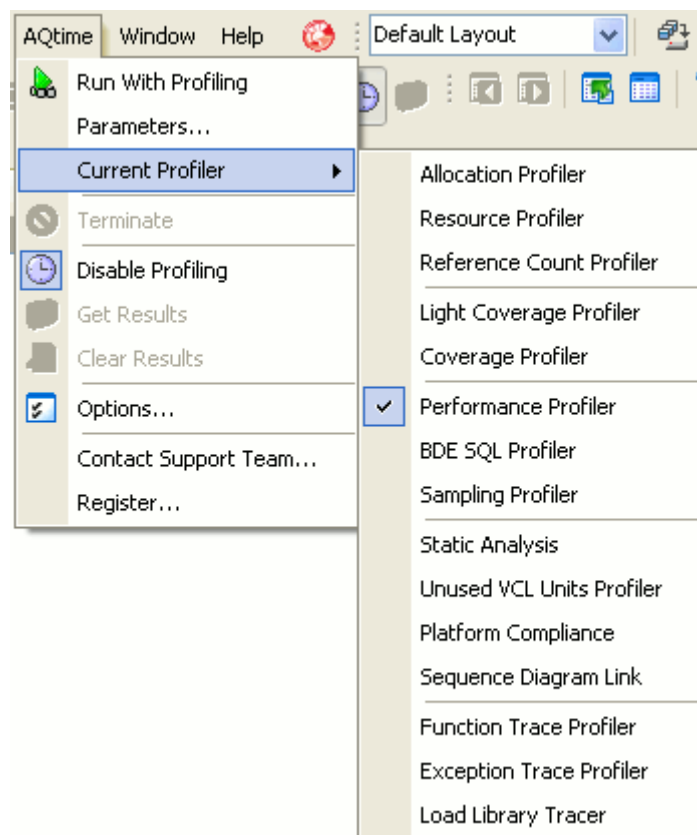 AQtime Window Help Default Layout
Run With Profiling
Parameters...
Current Profiler
Terminate
Disable Profiling
Get Results
Clear Results
Options...
Contact Support Team...
Register...
Allocation Profiler
Resource Profiler
Reference Count Profiler
Light Coverage Profiler
Coverage Profiler
Performance Profiler
BDE SQL Profiler
Sampling Profiler
Static Analysis
Unused VCL Units Profiler
Platform Compliance
Sequence Diagram Link
Function Trace Profiler
Exception Trace Profiler
Load Library Tracer